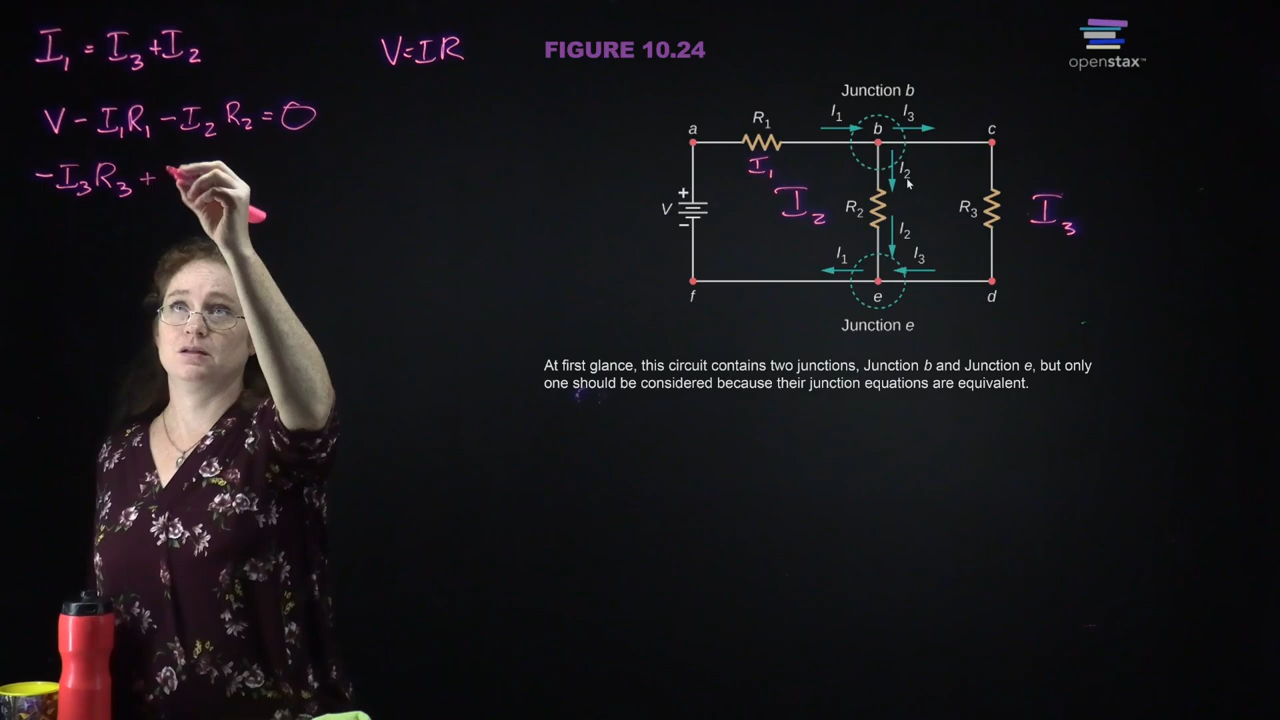 I₁ = I₃ + I₂
V = IR
V - I₁R₁ - I₂R₂ = 0
-I₃R₃ +
FIGURE 10.24
openstax™
Junction b
R₁ I₁ I₃
a b c
I₁ I₂
+ I₂ I₃
V R₂ R₃
−
I₂
I₁ I₃
f e d
Junction e
At first glance, this circuit contains two junctions, Junction b and Junction e, but only
one should be considered because their junction equations are equivalent.